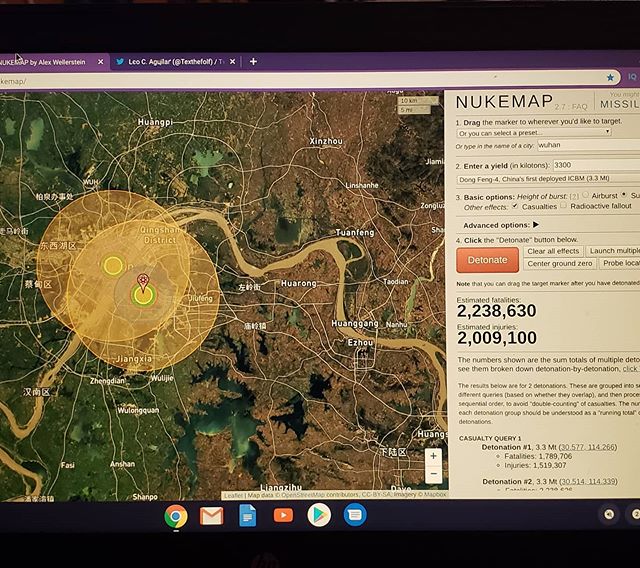 NUKEMAP by Alex Wellerstein
Leo C. Aguilar (@Texthefolf) / T
kemap/
10 km
5 mi
Huangpi
Xinzhou
WUH
Linshanhe
柏泉办事处
Qingshan
District
东西湖区
Tuanfeng
蔡甸区
Huarong
左岭街
Taodian
Jiufeng
庙岭镇
Huanggang
Nanhu
Ezhou
Jiangxia
Zhengdian
Wulijie
汉南区
Wulongquan
下陆区
Huangs
Fasi
Anshan
Shanpo
Liangzihu
Daye
Leaflet | Map data © OpenStreetMap contributors, CC-BY-SA, Imagery © Mapbox
+
−
NUKEMAP 2.7 : FAQ
You might
MISSIL
1. Drag the marker to wherever you'd like to target.
Or you can select a preset...
Or type in the name of a city: wuhan
2. Enter a yield (in kilotons): 3300
Dong Feng-4, China's first deployed ICBM (3.3 Mt)
3. Basic options: Height of burst: [?] Airburst Su
Other effects: Casualties Radioactive fallout
Advanced options:
4. Click the "Detonate" button below.
Detonate
Clear all effects
Launch multiple
Center ground zero
Probe locat
Note that you can drag the target marker after you have detonated
Estimated fatalities:
2,238,630
Estimated injuries:
2,009,100
The numbers shown are the sum totals of multiple deto
see them broken down detonation-by-detonation, click
The results below are for 2 detonations. These are grouped into se
different queries (based on whether they overlap), and then proces
sequential order, to avoid "double-counting" of casualties. The num
each detonation group should be understood as a "running total"
detonations.
CASUALTY QUERY 1
Detonation #1, 3.3 Mt (30.577, 114.266)
Fatalities: 1,789,706
Injuries: 1,519,307
Detonation #2, 3.3 Mt (30.514, 114.339)